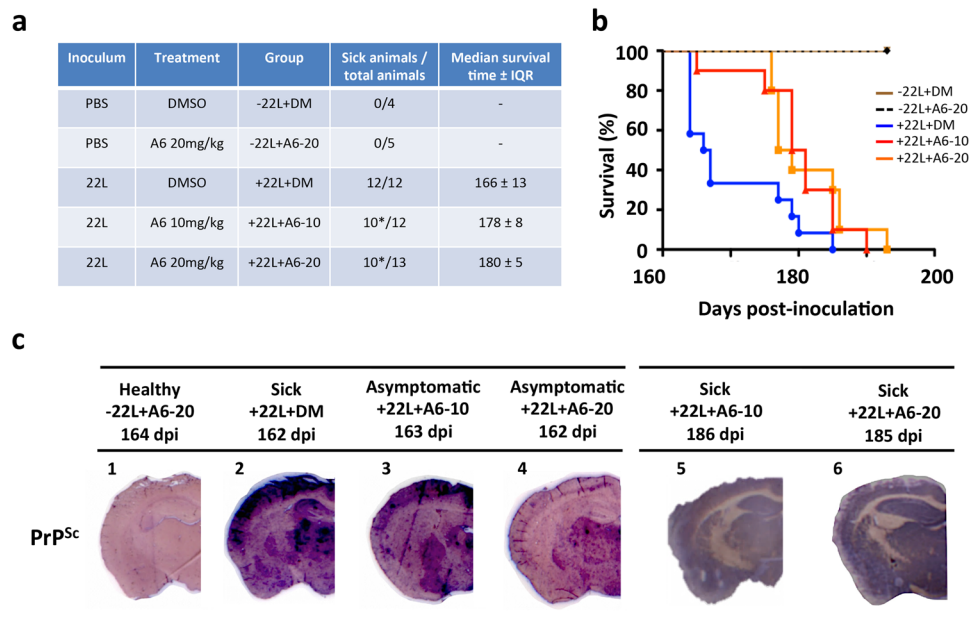 a
Inoculum Treatment Group Sick animals / Median survival
total animals time ± IQR
PBS DMSO -22L+DM 0/4 -
PBS A6 20mg/kg -22L+A6-20 0/5 -
22L DMSO +22L+DM 12/12 166 ± 13
22L A6 10mg/kg +22L+A6-10 10*/12 178 ± 8
22L A6 20mg/kg +22L+A6-20 10*/13 180 ± 5
b
Survival (%)
100
80
60
40
20
0
160 180 200
Days post-inoculation
-22L+DM
-22L+A6-20
+22L+DM
+22L+A6-10
+22L+A6-20
c
Healthy Sick Asymptomatic Asymptomatic Sick Sick
-22L+A6-20 +22L+DM +22L+A6-10 +22L+A6-20 +22L+A6-10 +22L+A6-20
164 dpi 162 dpi 163 dpi 162 dpi 186 dpi 185 dpi
1 2 3 4 5 6
PrPSc